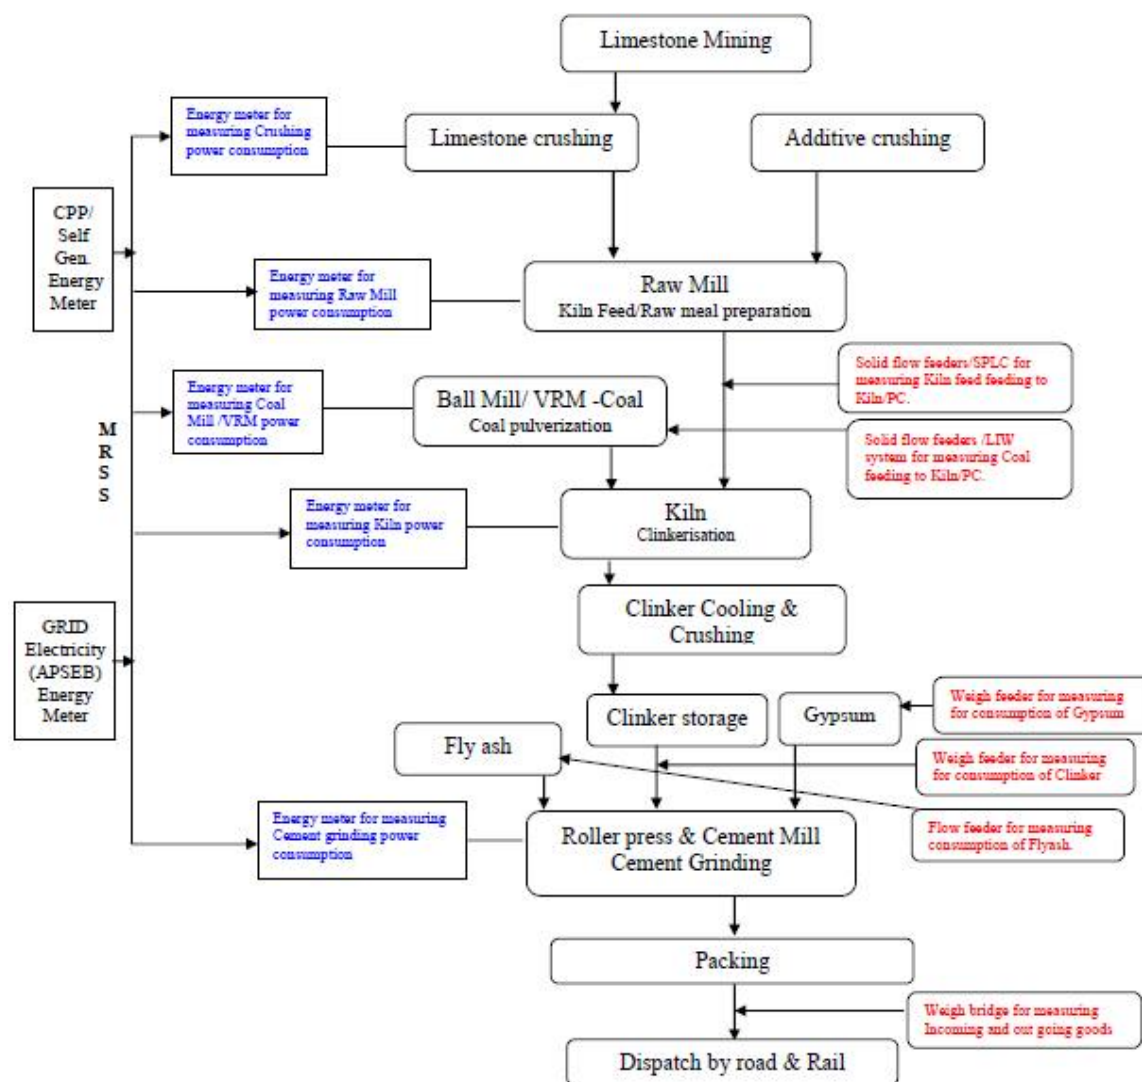 Limestone Mining
Energy meter for
measuring Crushing
power consumption
Limestone crushing
Additive crushing
CPP/
Self
Gen.
Energy
Meter
Energy meter for
measuring Raw Mill
power consumption
Raw Mill
Kiln Feed/Raw meal preparation
Solid flow feeders/SPLC for
measuring Kiln feed feeding to
Kiln/PC.
Energy meter for
measuring Coal
Mill /VRM power
consumption
Ball Mill/ VRM -Coal
Coal pulverization
M
R
S
S
Solid flow feeders /LIW
system for measuring Coal
feeding to Kiln/PC.
Energy meter for
measuring Kiln power
consumption
Kiln
Clinkerisation
Clinker Cooling &
Crushing
GRID
Electricity
(APSEB)
Energy
Meter
Clinker storage
Gypsum
Weigh feeder for measuring
for consumption of Gypsum
Fly ash
Weigh feeder for measuring
for consumption of Clinker
Energy meter for measuring
Cement grinding power
consumption
Roller press & Cement Mill
Cement Grinding
Flow feeder for measuring
consumption of Flyash.
Packing
Weigh bridge for measuring
Incoming and out going goods
Dispatch by road & Rail